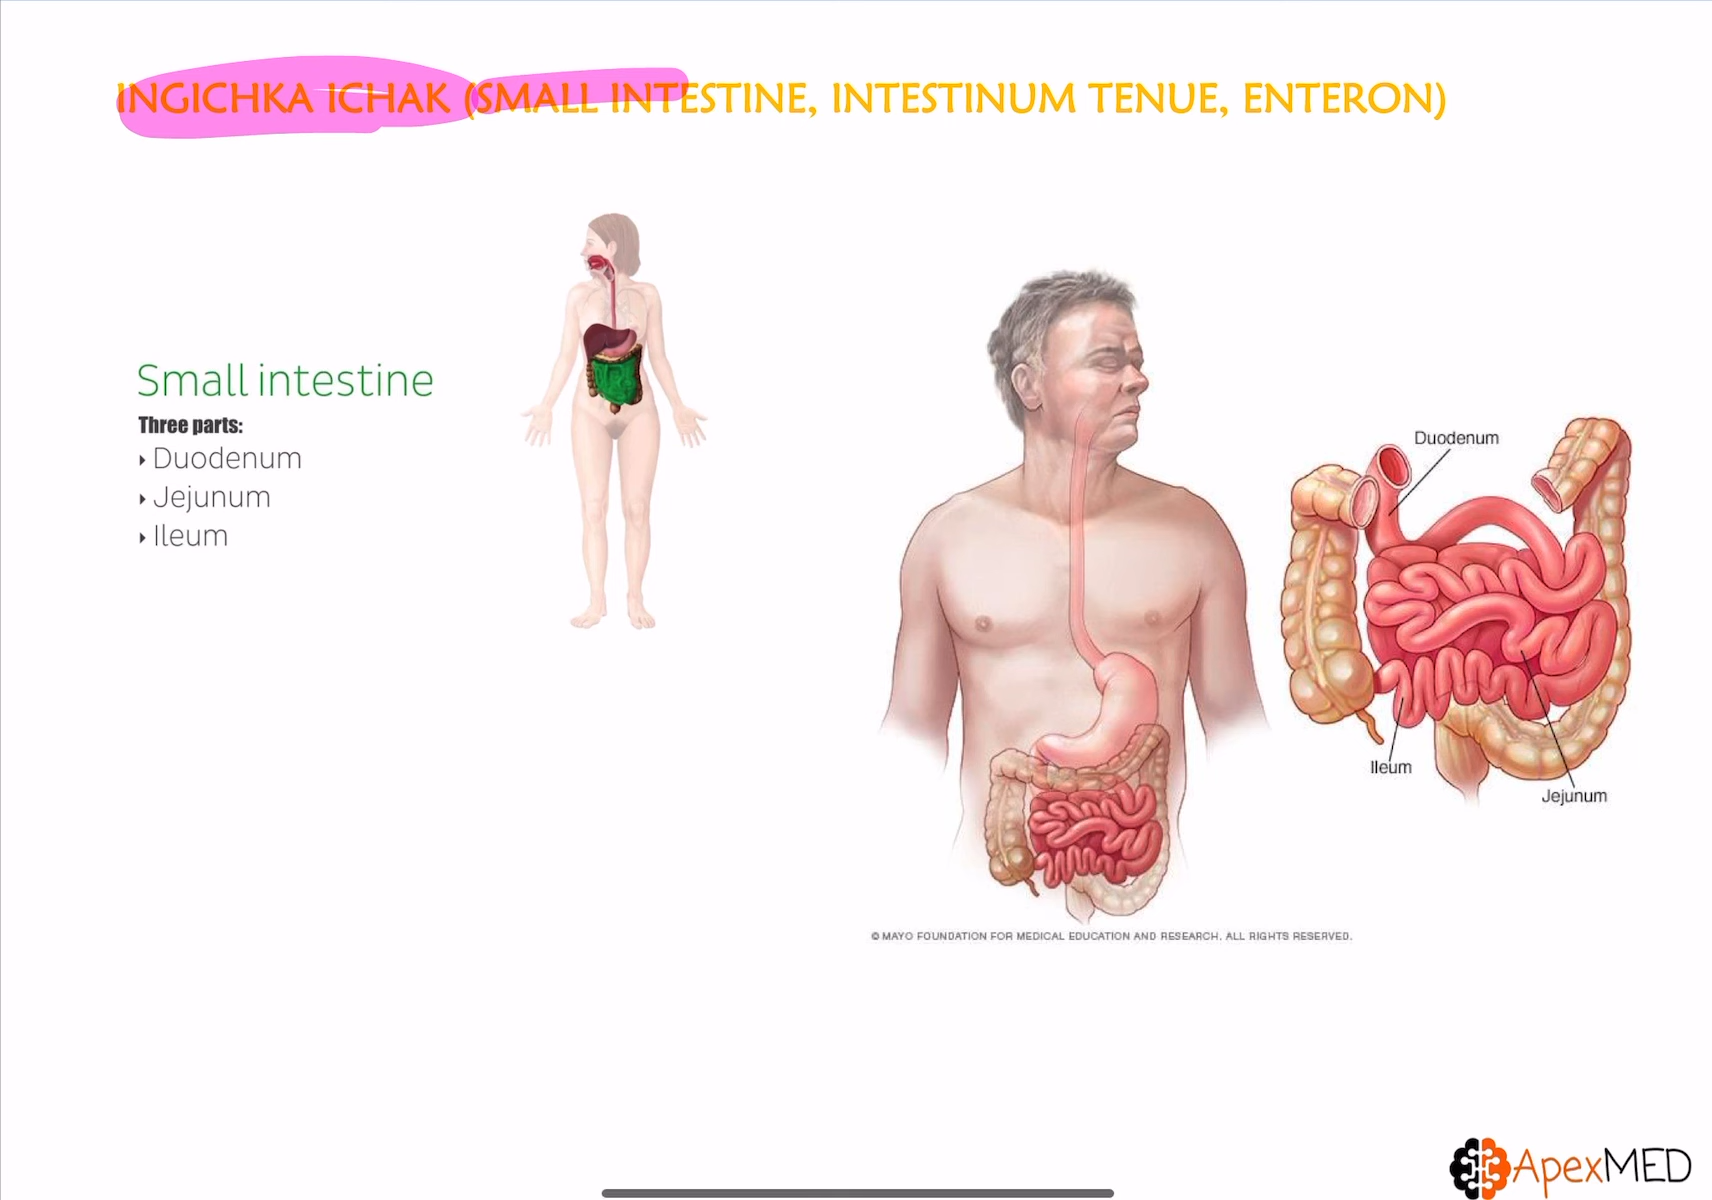 INGICHKA ICHAK (SMALL INTESTINE, INTESTINUM TENUE, ENTERON)
Small intestine
Three parts:
Duodenum
Jejunum
Ileum
Duodenum
Ileum
Jejunum
© MAYO FOUNDATION FOR MEDICAL EDUCATION AND RESEARCH. ALL RIGHTS RESERVED.
ApexMED